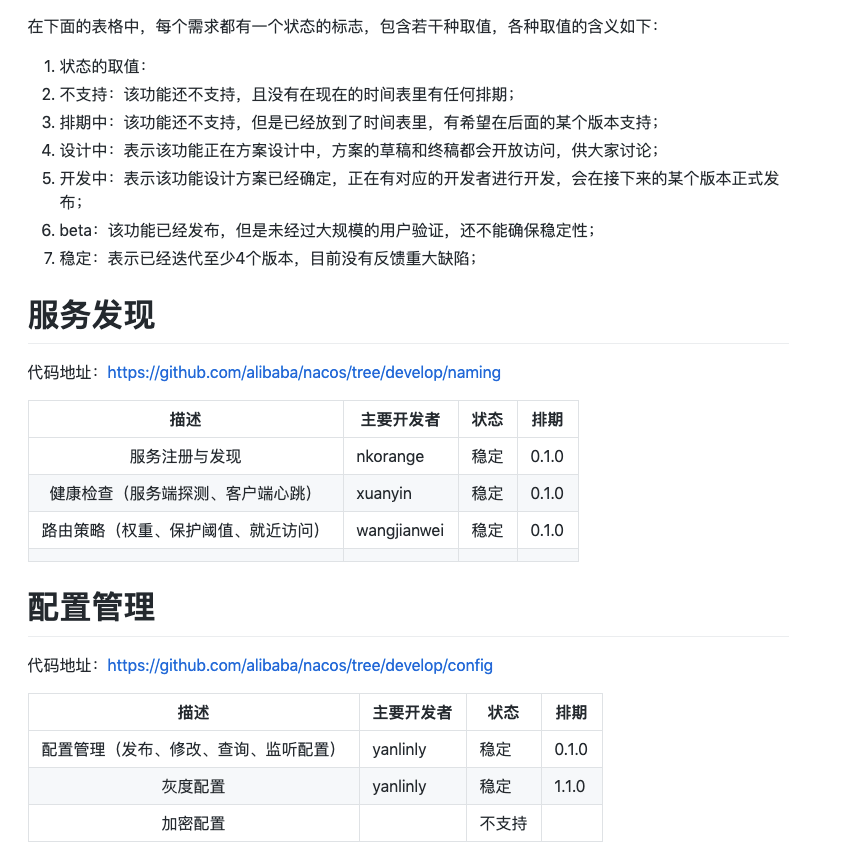 在下面的表格中，每个需求都有一个状态的标志，包含若干种取值，各种取值的含义如下：
1. 状态的取值：
2. 不支持：该功能还不支持，且没有在现在的时间表里有任何排期；
3. 排期中：该功能还不支持，但是已经放到了时间表里，有希望在后面的某个版本支持；
4. 设计中：表示该功能正在方案设计中，方案的草稿和终稿都会开放访问，供大家讨论；
5. 开发中：表示该功能设计方案已经确定，正在有对应的开发者进行开发，会在接下来的某个版本正式发
布；
6. beta：该功能已经发布，但是未经过大规模的用户验证，还不能确保稳定性；
7. 稳定：表示已经迭代至少4个版本，目前没有反馈重大缺陷；
服务发现
代码地址：https://github.com/alibaba/nacos/tree/develop/naming
描述 主要开发者 状态 排期
服务注册与发现 nkorange 稳定 0.1.0
健康检查（服务端探测、客户端心跳） xuanyin 稳定 0.1.0
路由策略（权重、保护阈值、就近访问） wangjianwei 稳定 0.1.0
配置管理
代码地址：https://github.com/alibaba/nacos/tree/develop/config
描述 主要开发者 状态 排期
配置管理（发布、修改、查询、监听配置） yanlinly 稳定 0.1.0
灰度配置 yanlinly 稳定 1.1.0
加密配置 不支持